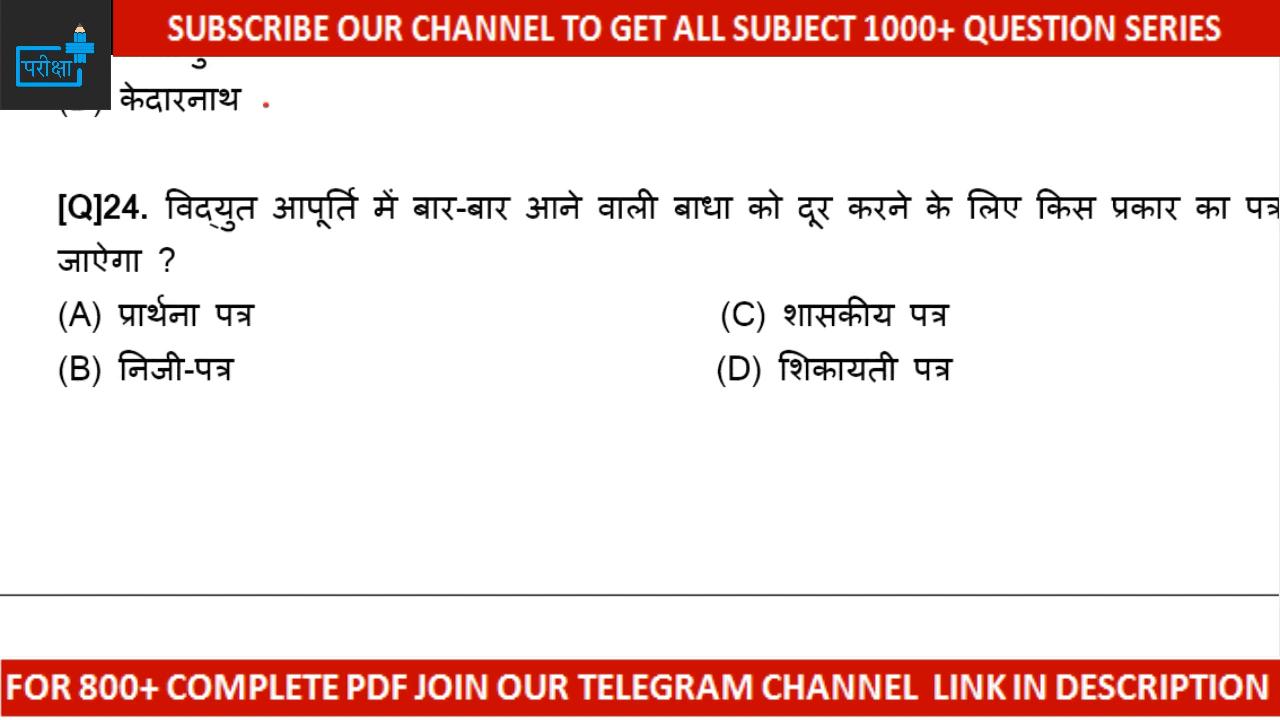 SUBSCRIBE OUR CHANNEL TO GET ALL SUBJECT 1000+ QUESTION SERIES
परीक्षा
केदारनाथ
[Q]24. विद्युत आपूर्ति में बार-बार आने वाली बाधा को दूर करने के लिए किस प्रकार का पत्र
जाऐगा ?
(A) प्रार्थना पत्र (C) शासकीय पत्र
(B) निजी-पत्र (D) शिकायती पत्र
FOR 800+ COMPLETE PDF JOIN OUR TELEGRAM CHANNEL LINK IN DESCRIPTION